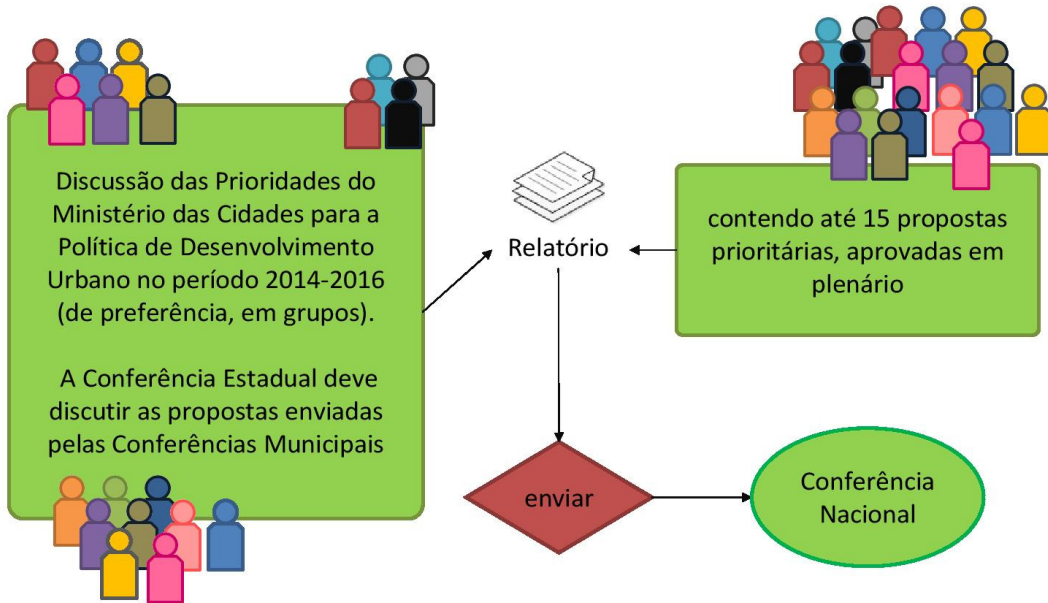 Discussão das Prioridades do
Ministério das Cidades para a
Política de Desenvolvimento
Urbano no período 2014-2016
(de preferência, em grupos).
A Conferência Estadual deve
discutir as propostas enviadas
pelas Conferências Municipais
Relatório
contendo até 15 propostas
prioritárias, aprovadas em
plenário
enviar
Conferência
Nacional